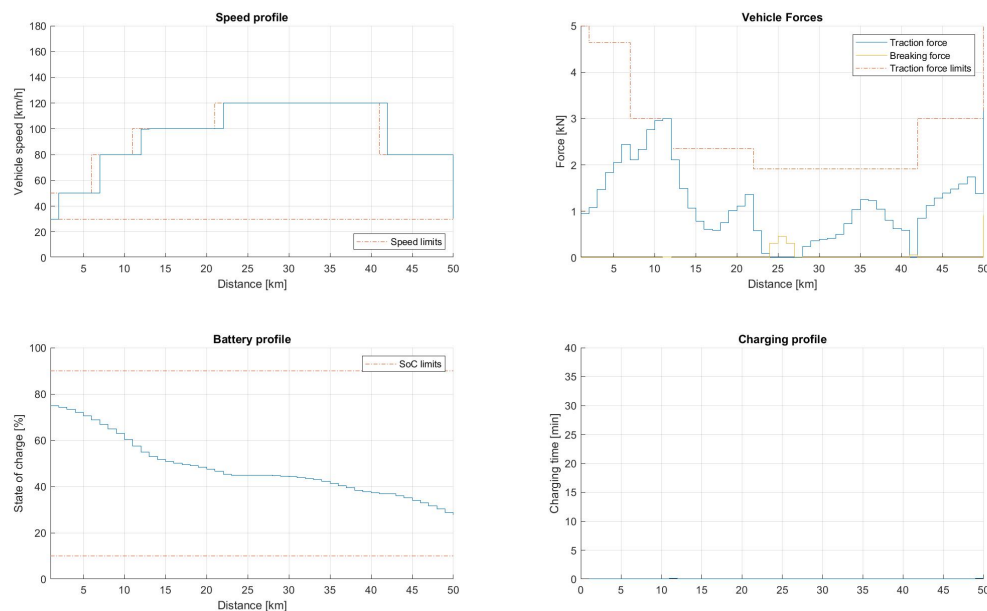 Speed profile
180
160
140
120
100
80
60
40
20
0
Vehicle speed [km/h]
Speed limits
5 10 15 20 25 30 35 40 45 50
Distance [km]
Vehicle Forces
5
4
3
2
1
0
Force [kN]
Traction force
Breaking force
Traction force limits
5 10 15 20 25 30 35 40 45 50
Distance [km]
Battery profile
100
80
60
40
20
0
State of charge [%]
SoC limits
5 10 15 20 25 30 35 40 45 50
Distance [km]
Charging profile
40
35
30
25
20
15
10
5
0
Charging time [min]
0 5 10 15 20 25 30 35 40 45 50
Distance [km]